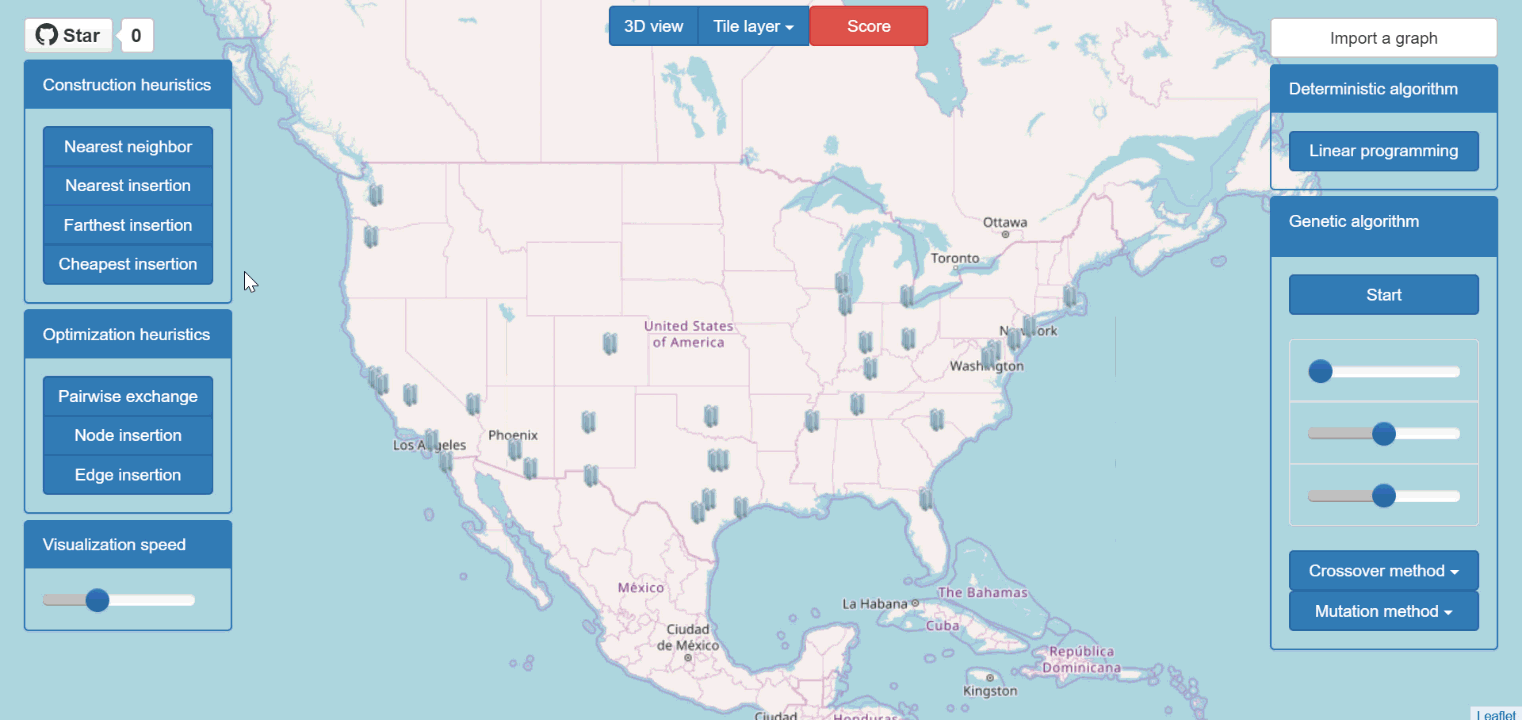 Star
0
3D view
Tile layer
Score
Import a graph
Construction heuristics
Nearest neighbor
Nearest insertion
Farthest insertion
Cheapest insertion
Optimization heuristics
Pairwise exchange
Node insertion
Edge insertion
Visualization speed
Deterministic algorithm
Linear programming
Genetic algorithm
Start
Crossover method
Mutation method
Ottawa
Toronto
United States
of America
New York
Washington
Los Angeles
Phoenix
México
La Habana
The Bahamas
Cuba
Ciudad
de México
República
Dominicana
Kingston
Ciudad
Honduras
Leaflet